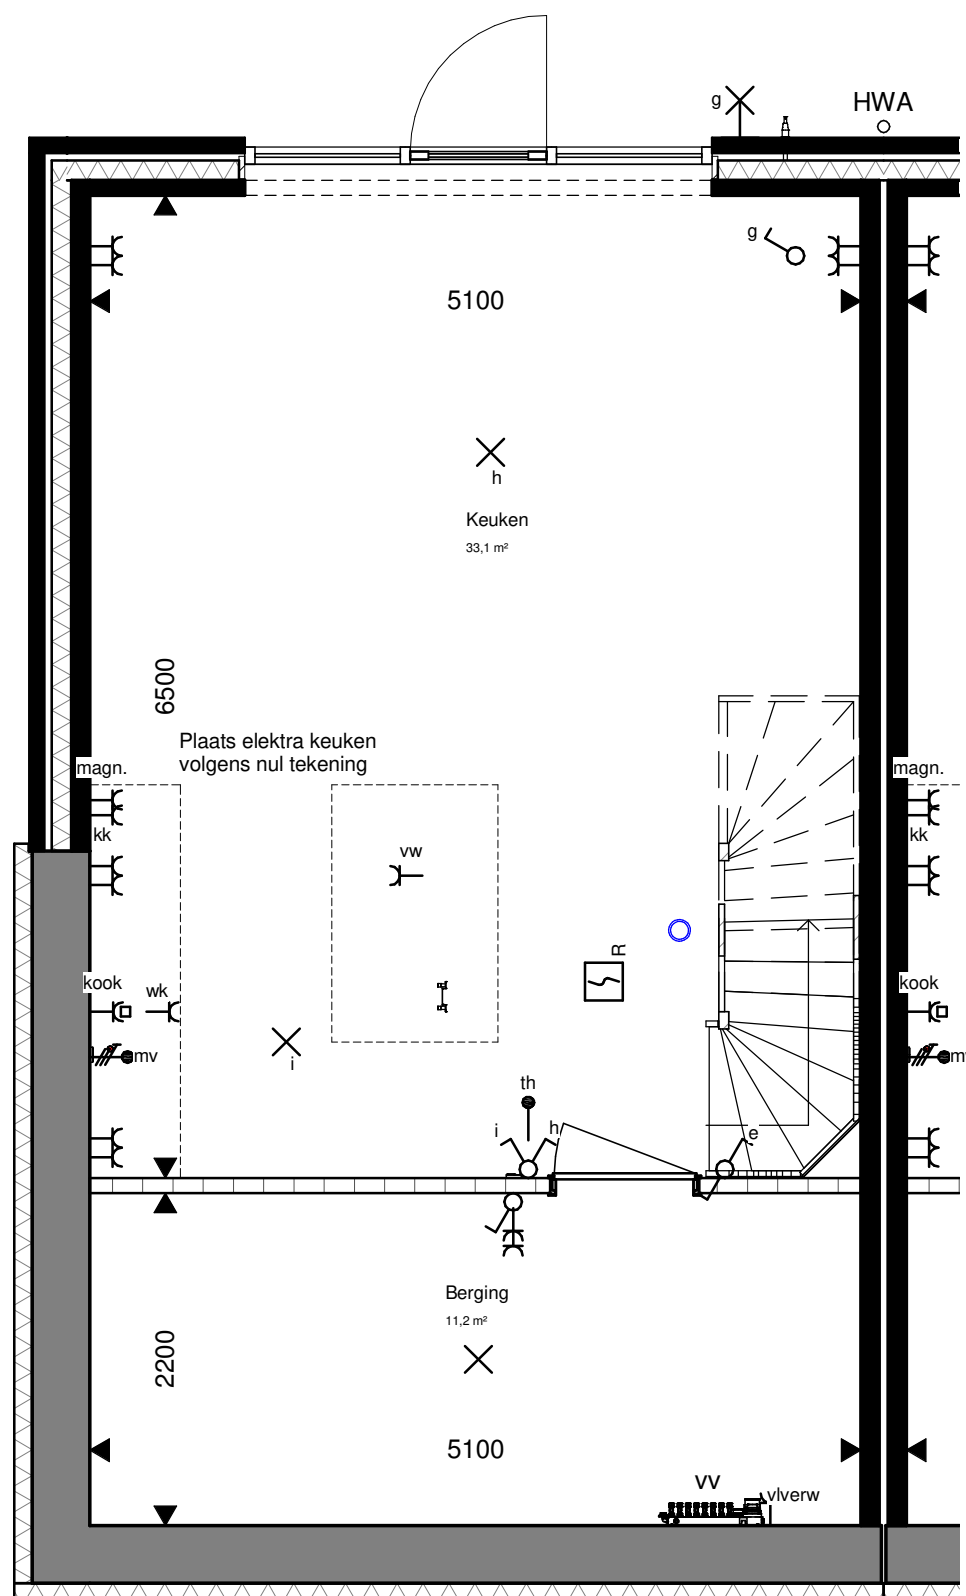 g
HWA
g
5100
h
Keuken
33,1 m²
6500
Plaats elektra keuken
volgens nul tekening
magn.
magn.
kk
kk
vw
R
kook
wk
kook
mv
mv
i
th
i
h
e
Berging
11,2 m²
2200
5100
vv
vlverw